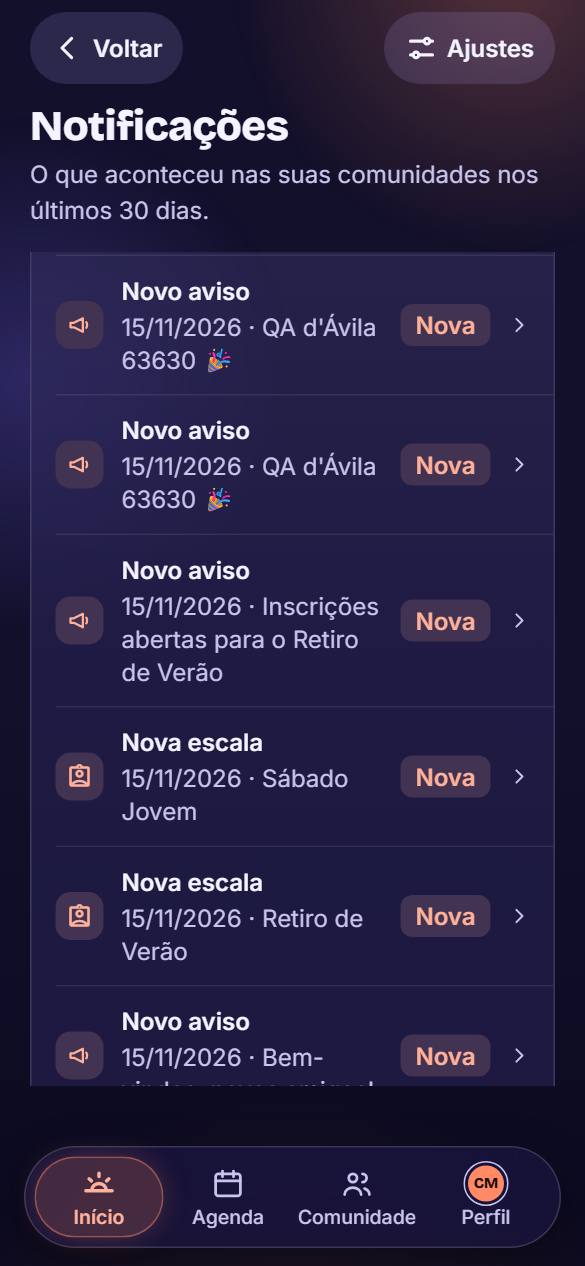 Voltar
Ajustes
Notificações
O que aconteceu nas suas comunidades nos
últimos 30 dias.
Novo aviso
15/11/2026 · QA d'Ávila
63630 🎉
Nova
Novo aviso
15/11/2026 · QA d'Ávila
63630 🎉
Nova
Novo aviso
15/11/2026 · Inscrições
abertas para o Retiro
de Verão
Nova
Nova escala
15/11/2026 · Sábado
Jovem
Nova
Nova escala
15/11/2026 · Retiro de
Verão
Nova
Novo aviso
15/11/2026 · Bem-
Nova
Início
Agenda
Comunidade
CM
Perfil